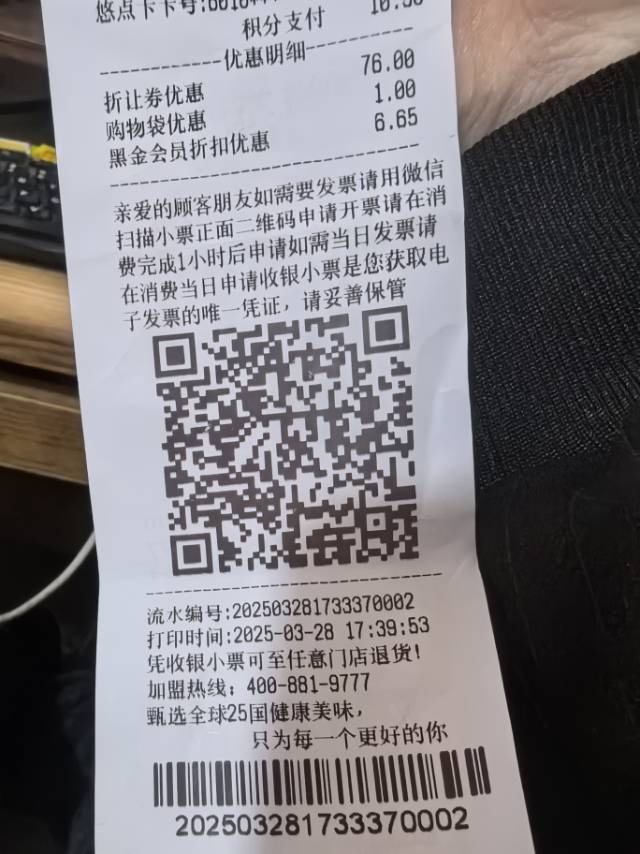 悠点卡卡号:
积分支付
优惠明细
折让券优惠 76.00
购物袋优惠 1.00
黑金会员折扣优惠 6.65
亲爱的顾客朋友如需要发票请用微信
扫描小票正面二维码申请开票请在消
费完成1小时后申请如需当日发票请
在消费当日申请收银小票是您获取电
子发票的唯一凭证，请妥善保管
流水编号:202503281733370002
打印时间:2025-03-28 17:39:53
凭收银小票可至任意门店退货!
加盟热线：400-881-9777
甄选全球25国健康美味，
只为每一个更好的你
202503281733370002